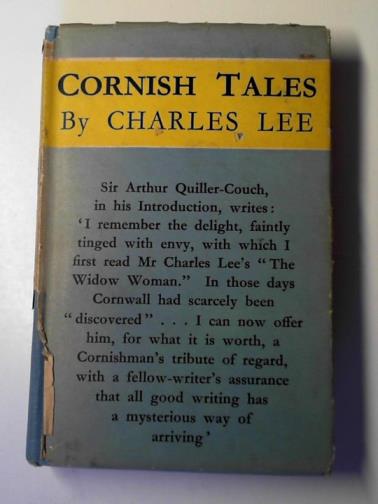 CORNISH TALES
By CHARLES LEE
Sir Arthur Quiller-Couch,
in his Introduction, writes:
‘I remember the delight, faintly
tinged with envy, with which I
first read Mr Charles Lee's “The
Widow Woman.” In those days
Cornwall had scarcely been
“discovered” . . . I can now offer
him, for what it is worth, a
Cornishman's tribute of regard,
with a fellow-writer's assurance
that all good writing has
a mysterious way of
arriving’